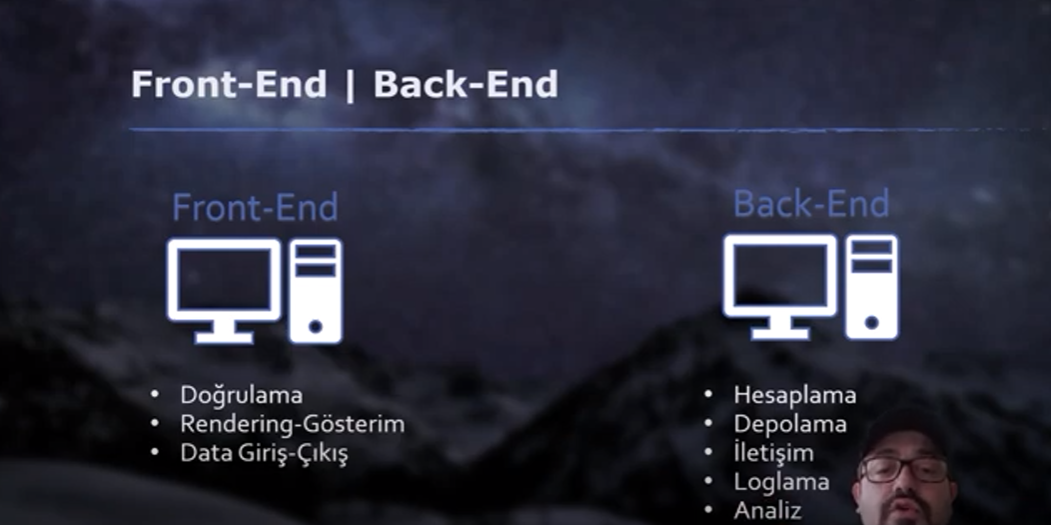 Front-End | Back-End
Front-End
Doğrulama
Rendering-Gösterim
Data Giriş-Çıkış
Back-End
Hesaplama
Depolama
İletişim
Loglama
Analiz